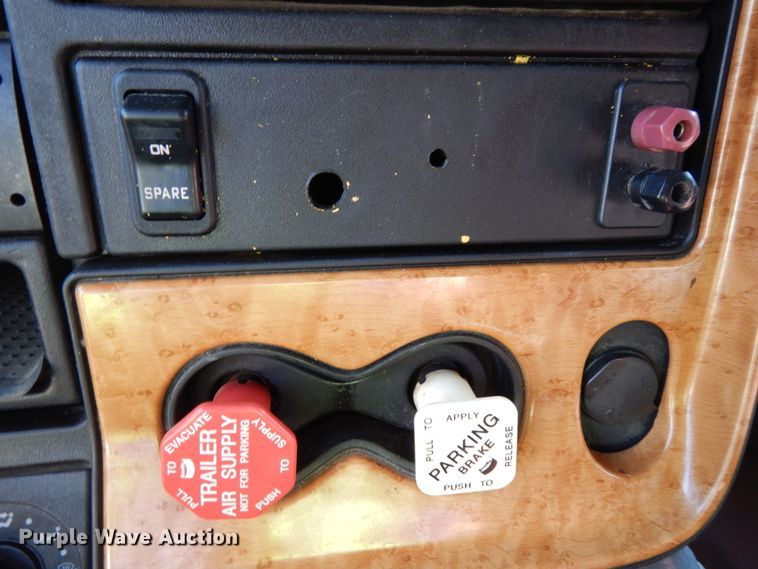 ON
SPARE
PULL TO EVACUATE
TRAILER
AIR SUPPLY
NOT FOR PARKING
PUSH TO SUPPLY
PULL TO APPLY
PARKING
BRAKE
PUSH TO RELEASE
Purple Wave Auction®